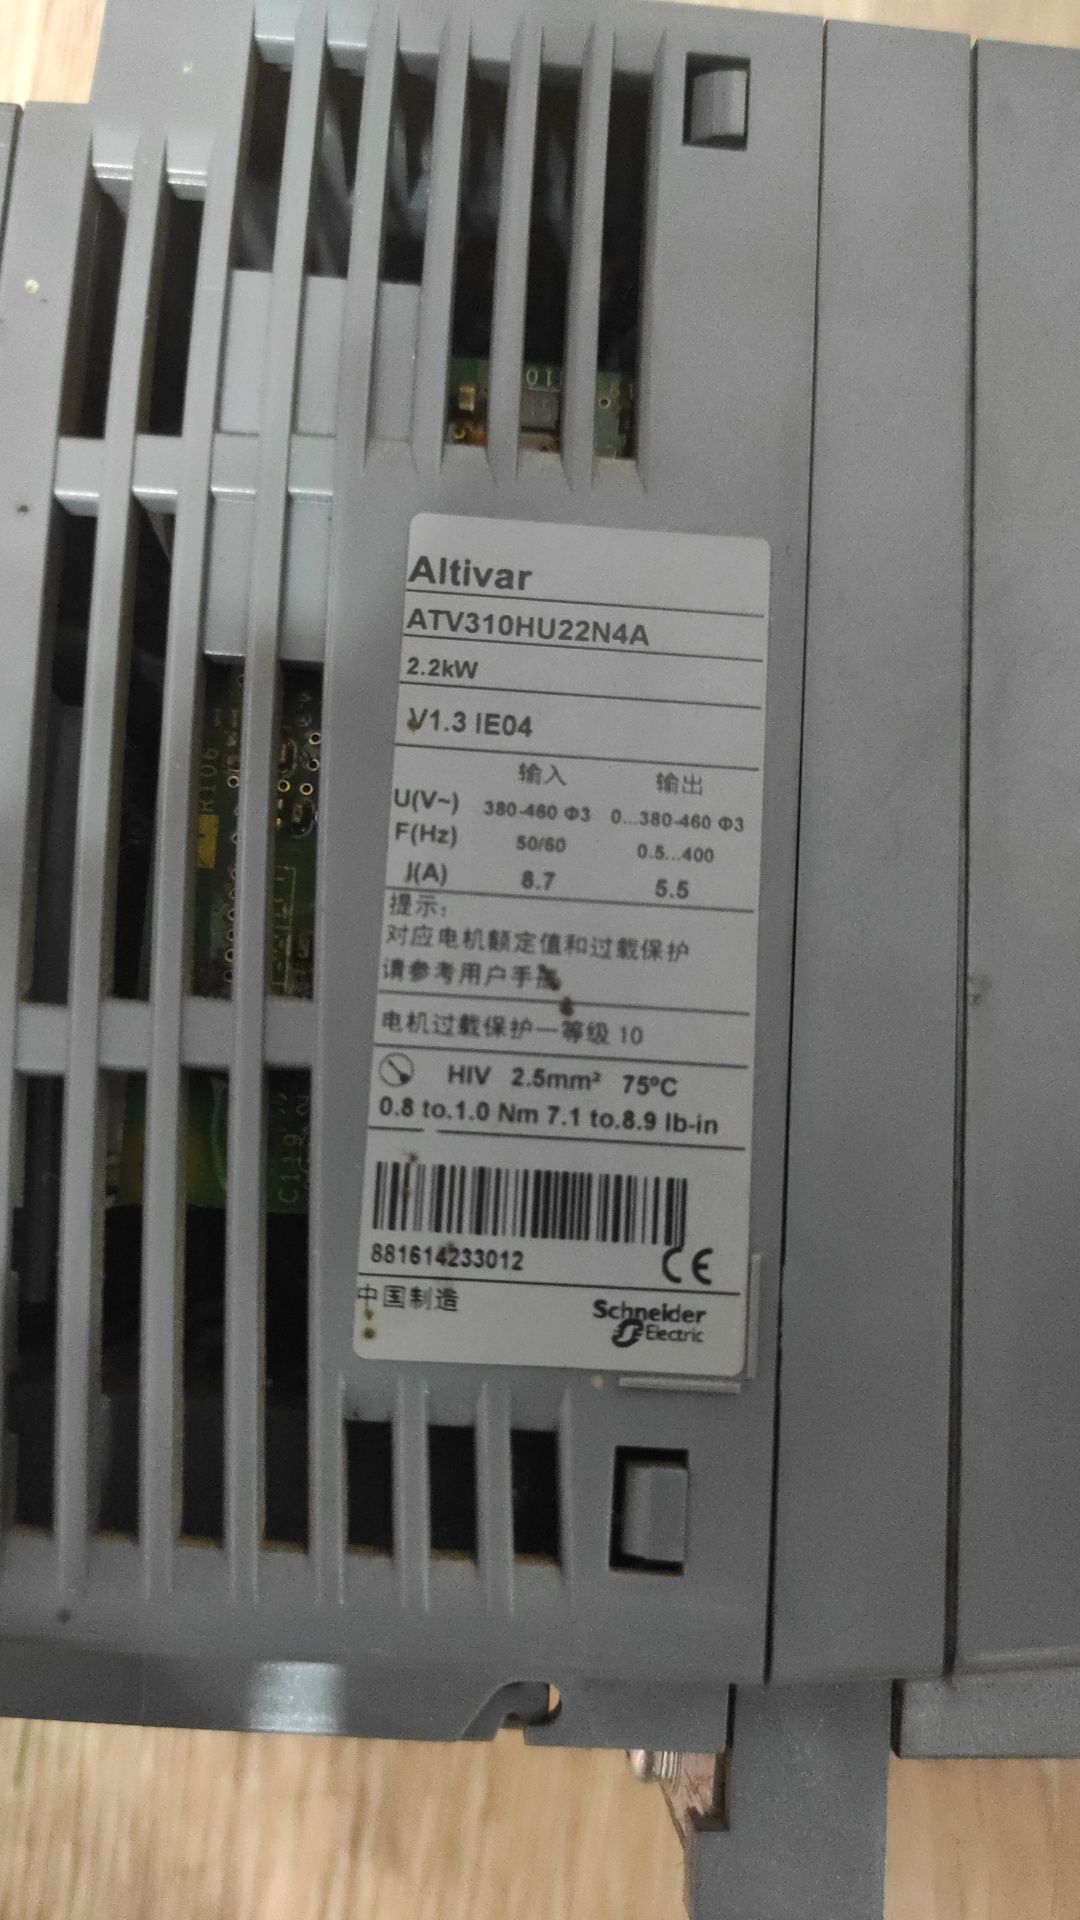 Altivar
ATV310HU22N4A
2.2kW
V1.3 IE04
输入 输出
U(V~) 380-460 Φ3 0...380-460 Φ3
F(Hz) 50/60 0.5...400
I(A) 8.7 5.5
提示:
对应电机额定值和过载保护
请参考用户手册
电机过载保护一等级 10
HIV 2.5mm² 75ºC
0.8 to.1.0 Nm 7.1 to.8.9 lb-in
881614233012
CE
中国制造
Schneider
Electric
R106
C119